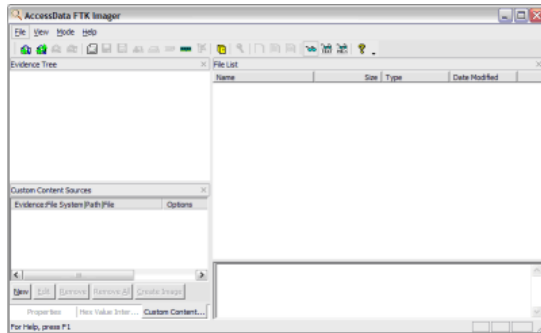 AccessData FTK Imager
File View Mode Help
Evidence Tree
File List
Name Size Type Date Modified
Custom Content Sources
Evidence:File System|Path|File Options
New Edit Remove Remove All Create Image
Properties Hex Value Inter... Custom Content...
For Help, press F1